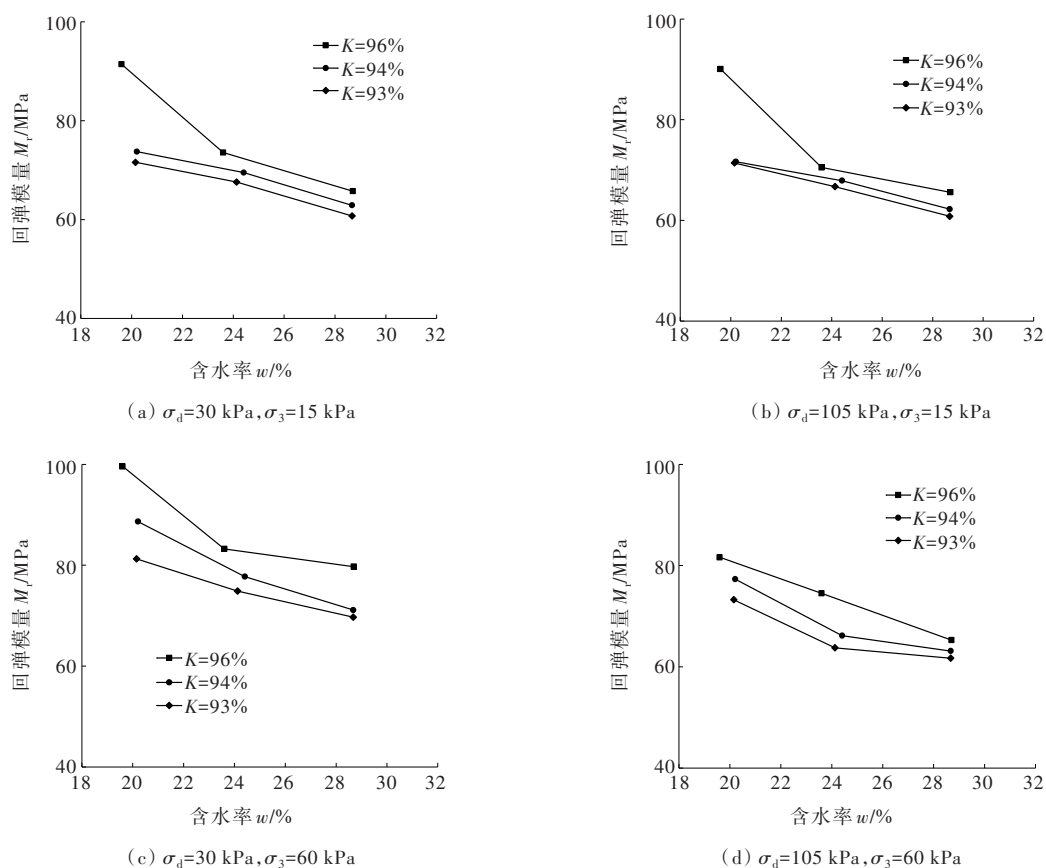 100
80
60
40
回弹模量 Mr/MPa
K=96%
K=94%
K=93%
18 20 22 24 26 28 30 32
含水率 w/%
(a) σd=30 kPa,σ3=15 kPa
100
80
60
40
回弹模量 Mr/MPa
K=96%
K=94%
K=93%
18 20 22 24 26 28 30 32
含水率 w/%
(b) σd=105 kPa,σ3=15 kPa
100
80
60
40
回弹模量 Mr/MPa
K=96%
K=94%
K=93%
18 20 22 24 26 28 30 32
含水率 w/%
(c) σd=30 kPa,σ3=60 kPa
100
80
60
40
回弹模量 Mr/MPa
K=96%
K=94%
K=93%
18 20 22 24 26 28 30 32
含水率 w/%
(d) σd=105 kPa,σ3=60 kPa